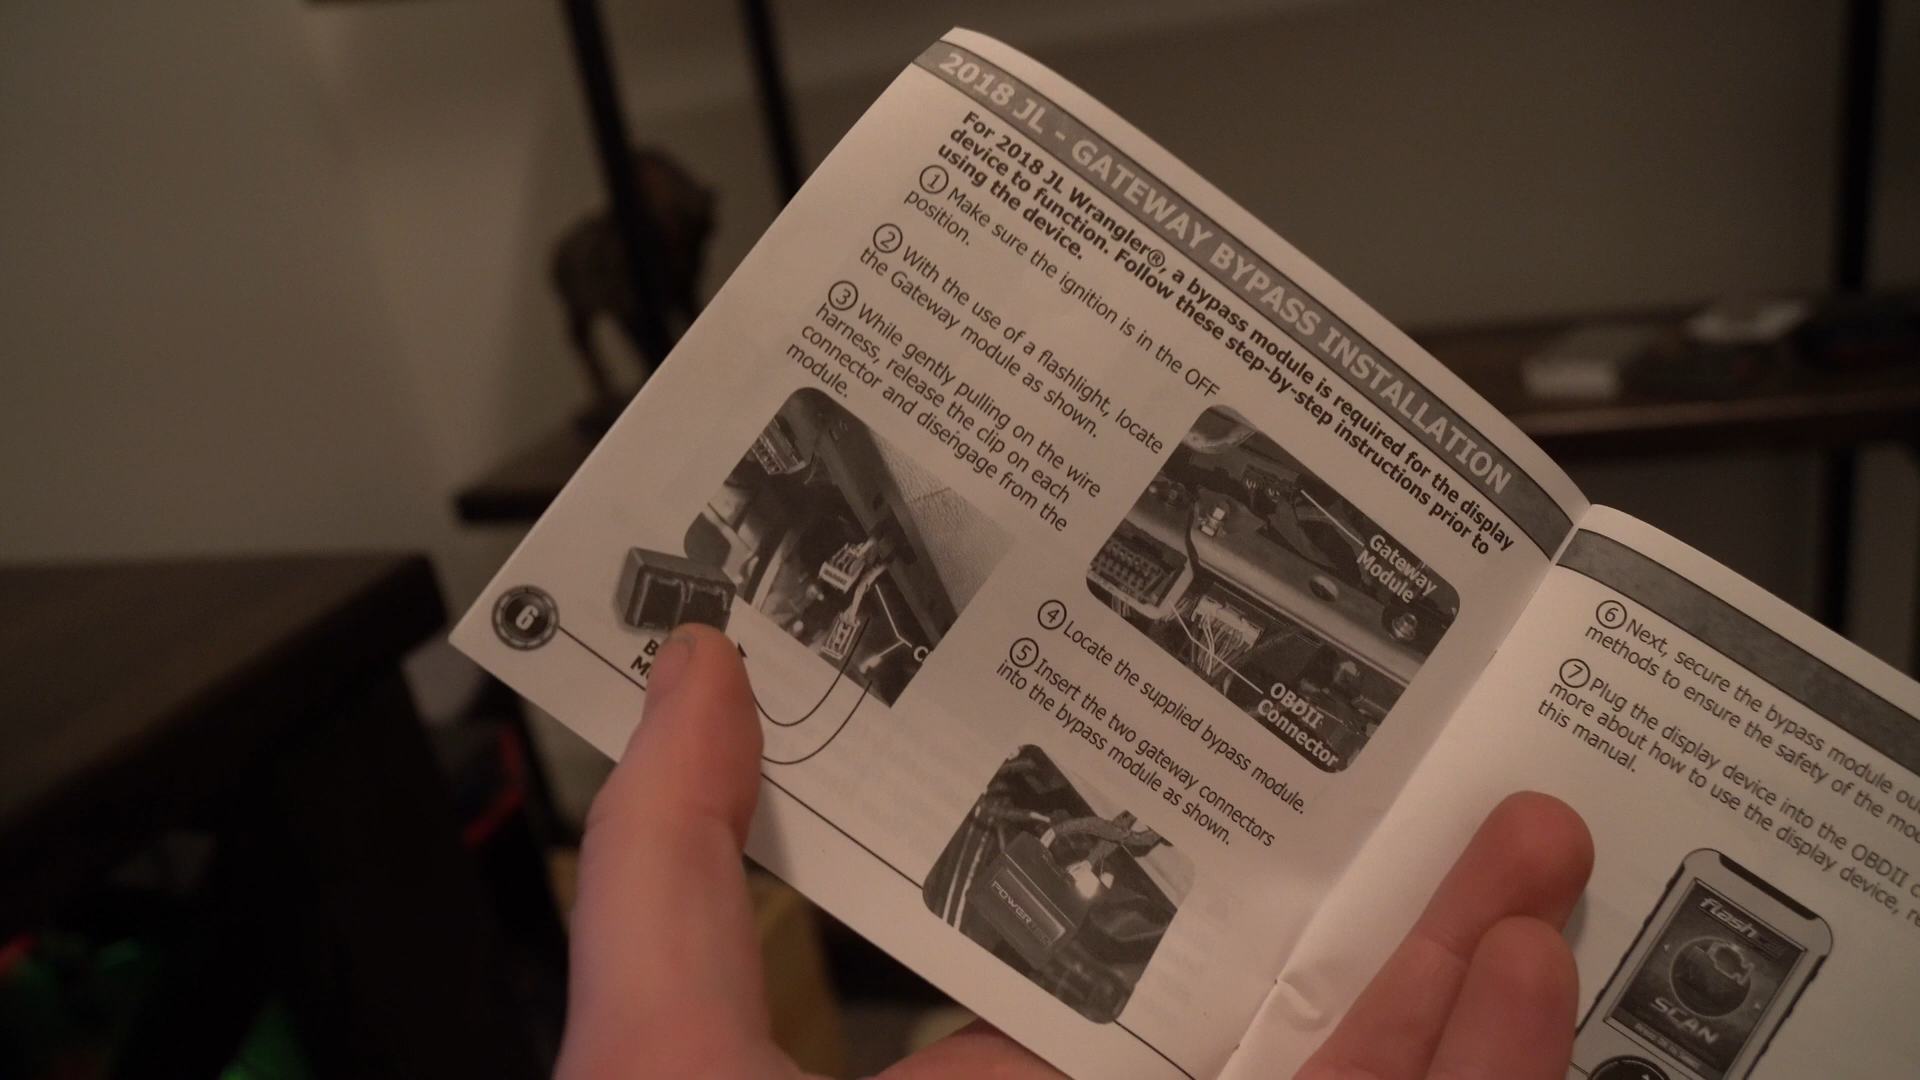 2018 JL - GATEWAY BYPASS INSTALLATION
For 2018 JL Wrangler®, a bypass module is required for the display
device to function. Follow these step-by-step instructions prior to
using the device.
1 Make sure the ignition is in the OFF
position.
2 With the use of a flashlight, locate
the Gateway module as shown.
3 While gently pulling on the wire
harness, release the clip on each
connector and disengage from the
module.
Gateway
Module
OBDII
Connector
4 Locate the supplied bypass module.
5 Insert the two gateway connectors
into the bypass module as shown.
POWER
6
6 Next, secure the bypass module
methods to ensure the safety of the
7 Plug the display device into the OBDII
more about how to use the display device,
this manual.
flash
SCAN